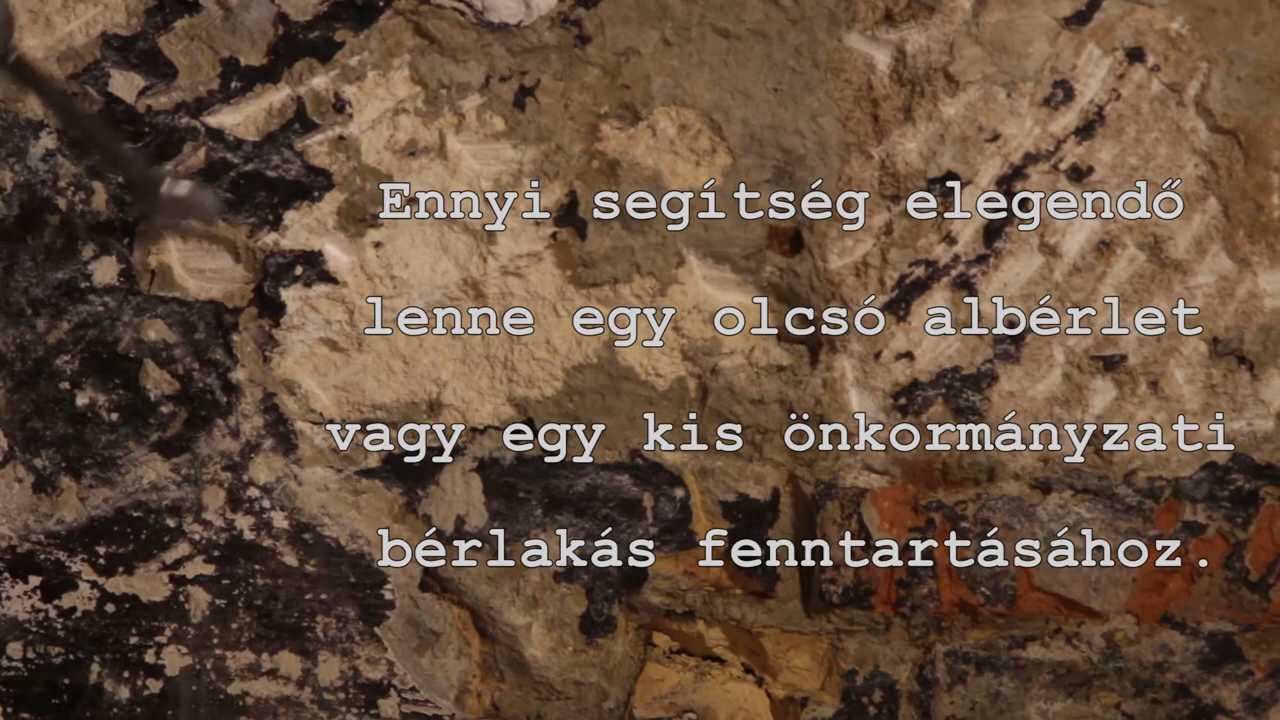 Ennyi segítség elegendő
lenne egy olcsó albérlet
vagy egy kis önkormányzati
bérlakás fenntartásához.